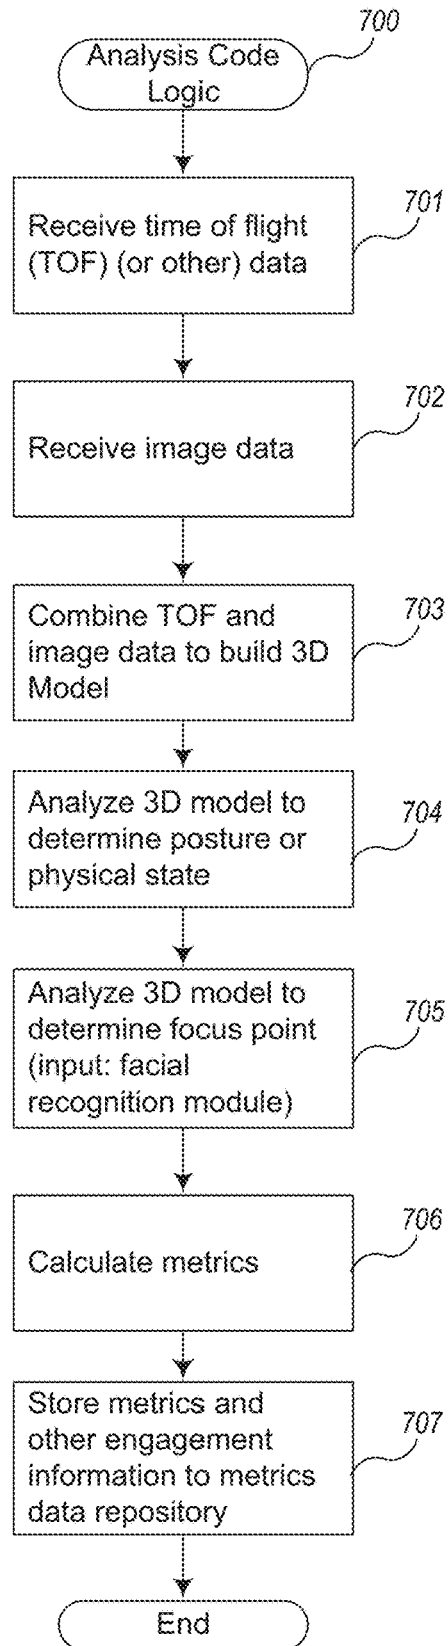 700
Analysis Code
Logic
701
Receive time of flight
(TOF) (or other) data
702
Receive image data
703
Combine TOF and
image data to build 3D
Model
704
Analyze 3D model to
determine posture or
physical state
705
Analyze 3D model to
determine focus point
(input: facial
recognition module)
706
Calculate metrics
707
Store metrics and
other engagement
information to metrics
data repository
End